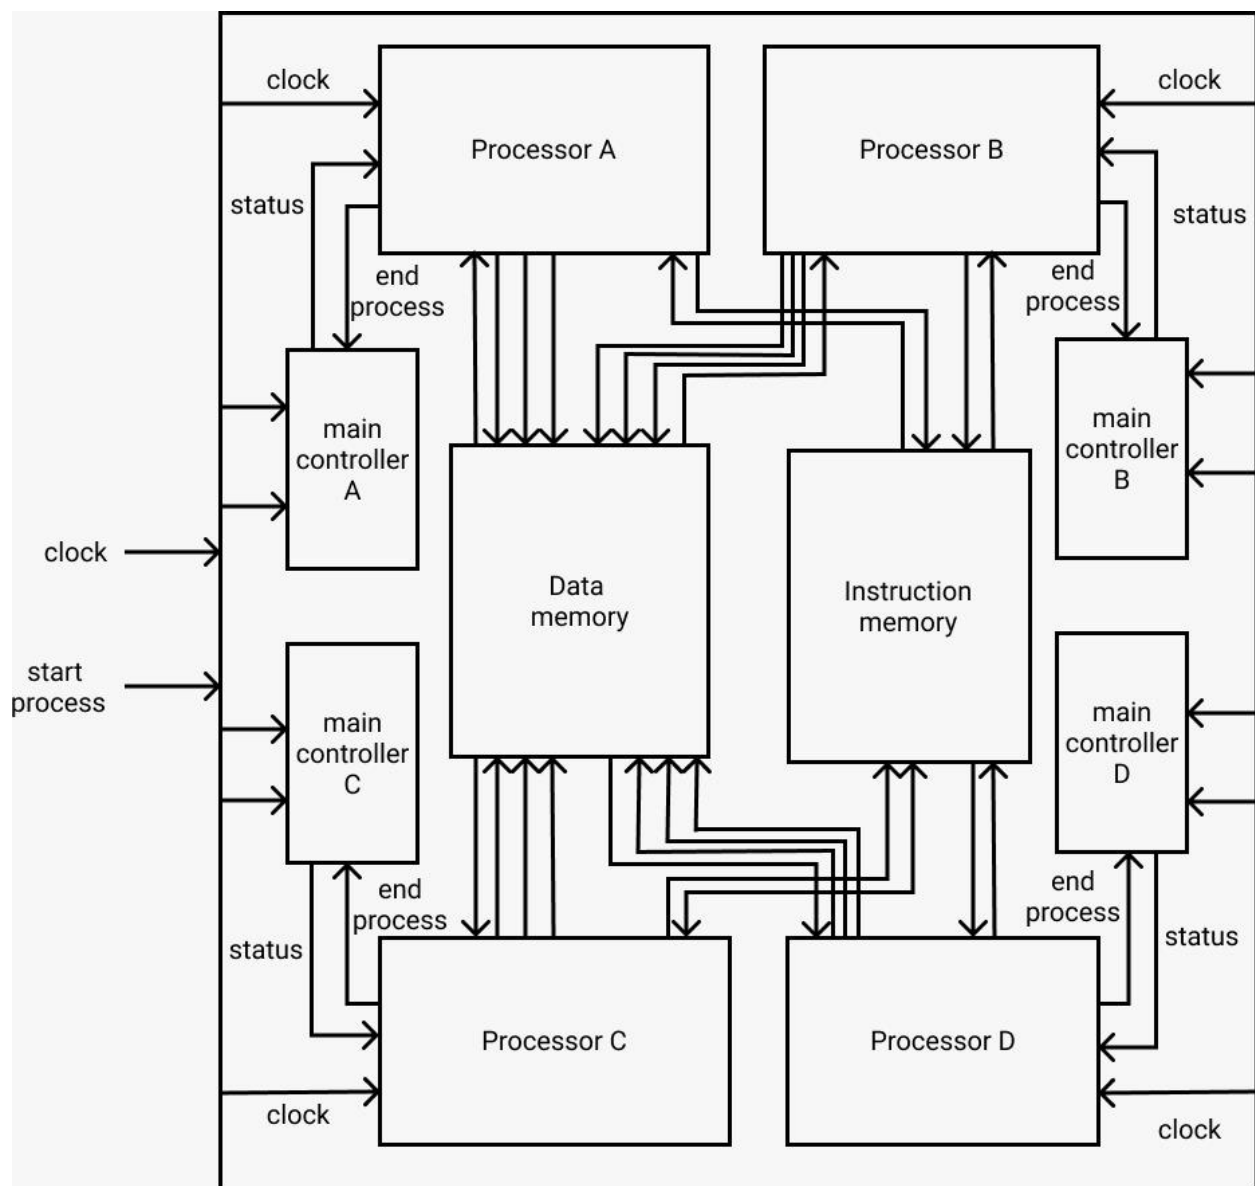 clock
Processor A
Processor B
clock
status
status
end
process
end
process
main
controller
A
main
controller
B
clock
Data
memory
Instruction
memory
start
process
main
controller
C
main
controller
D
end
process
end
process
status
status
Processor C
Processor D
clock
clock